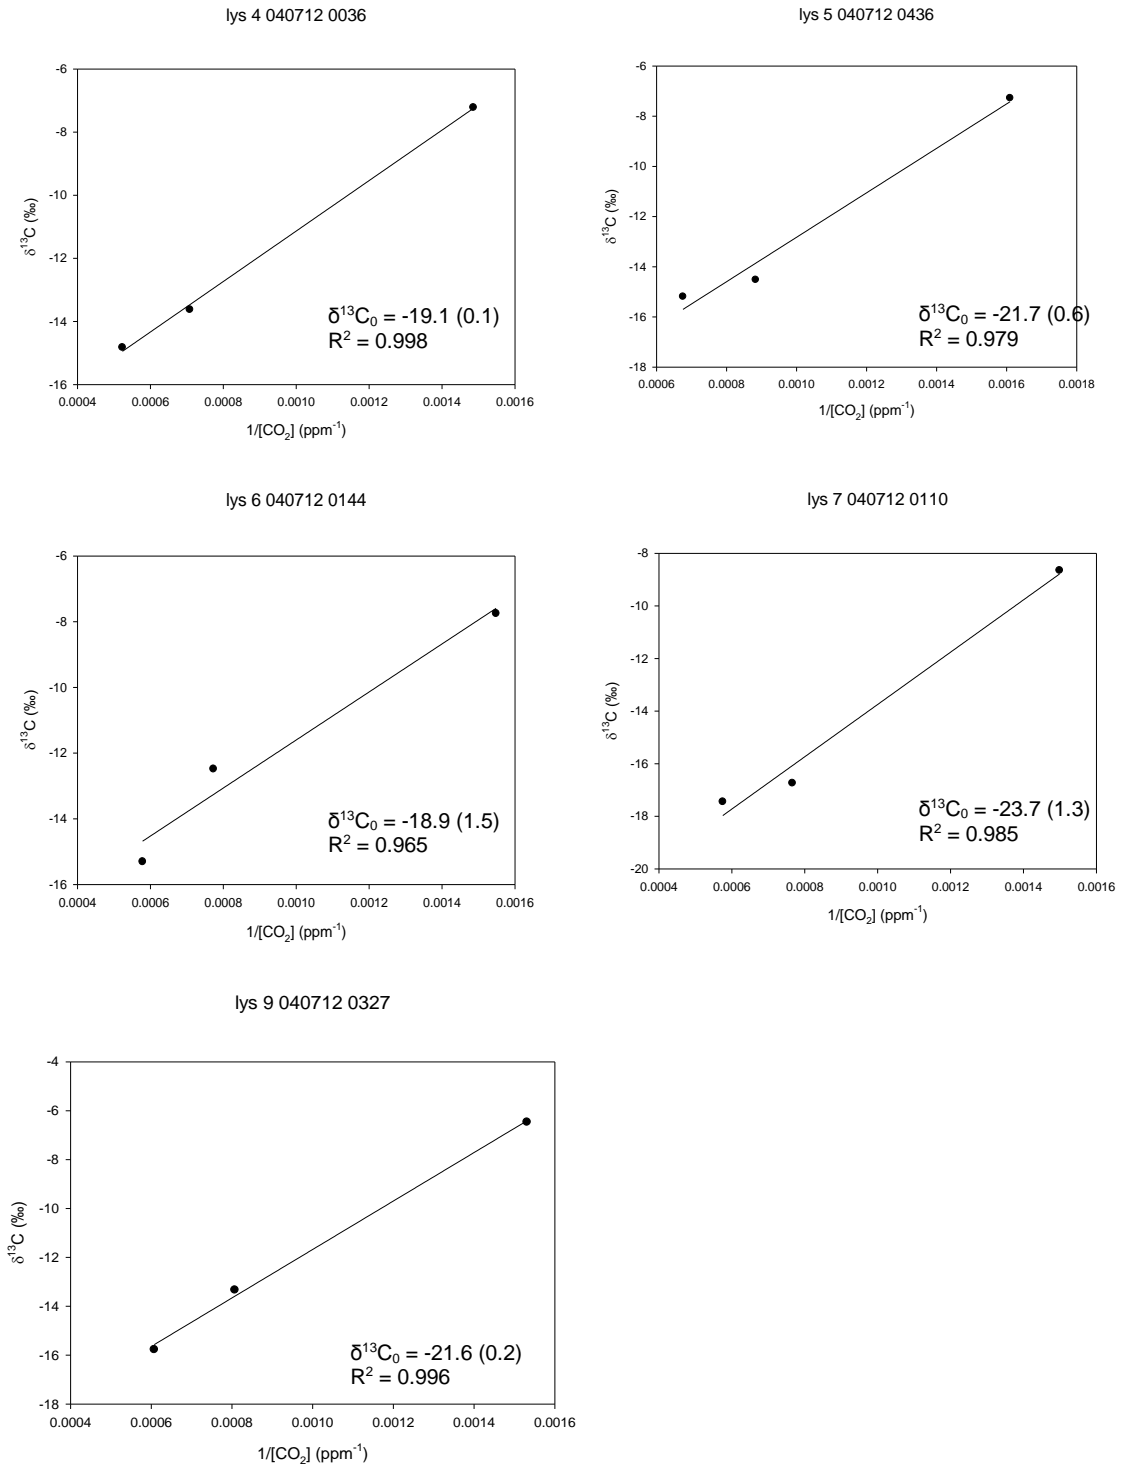 lys 4 040712 0036
-6
-8
-10
-12
-14
-16
δ¹³C (‰)
δ¹³C₀ = -19.1 (0.1)
R² = 0.998
0.0004 0.0006 0.0008 0.0010 0.0012 0.0014 0.0016
1/[CO₂] (ppm⁻¹)
lys 5 040712 0436
-6
-8
-10
-12
-14
-16
-18
δ¹³C (‰)
δ¹³C₀ = -21.7 (0.6)
R² = 0.979
0.0006 0.0008 0.0010 0.0012 0.0014 0.0016 0.0018
1/[CO₂] (ppm⁻¹)
lys 6 040712 0144
-6
-8
-10
-12
-14
-16
δ¹³C (‰)
δ¹³C₀ = -18.9 (1.5)
R² = 0.965
0.0004 0.0006 0.0008 0.0010 0.0012 0.0014 0.0016
1/[CO₂] (ppm⁻¹)
lys 7 040712 0110
-8
-10
-12
-14
-16
-18
-20
δ¹³C (‰)
δ¹³C₀ = -23.7 (1.3)
R² = 0.985
0.0004 0.0006 0.0008 0.0010 0.0012 0.0014 0.0016
1/[CO₂] (ppm⁻¹)
lys 9 040712 0327
-4
-6
-8
-10
-12
-14
-16
-18
δ¹³C (‰)
δ¹³C₀ = -21.6 (0.2)
R² = 0.996
0.0004 0.0006 0.0008 0.0010 0.0012 0.0014 0.0016
1/[CO₂] (ppm⁻¹)